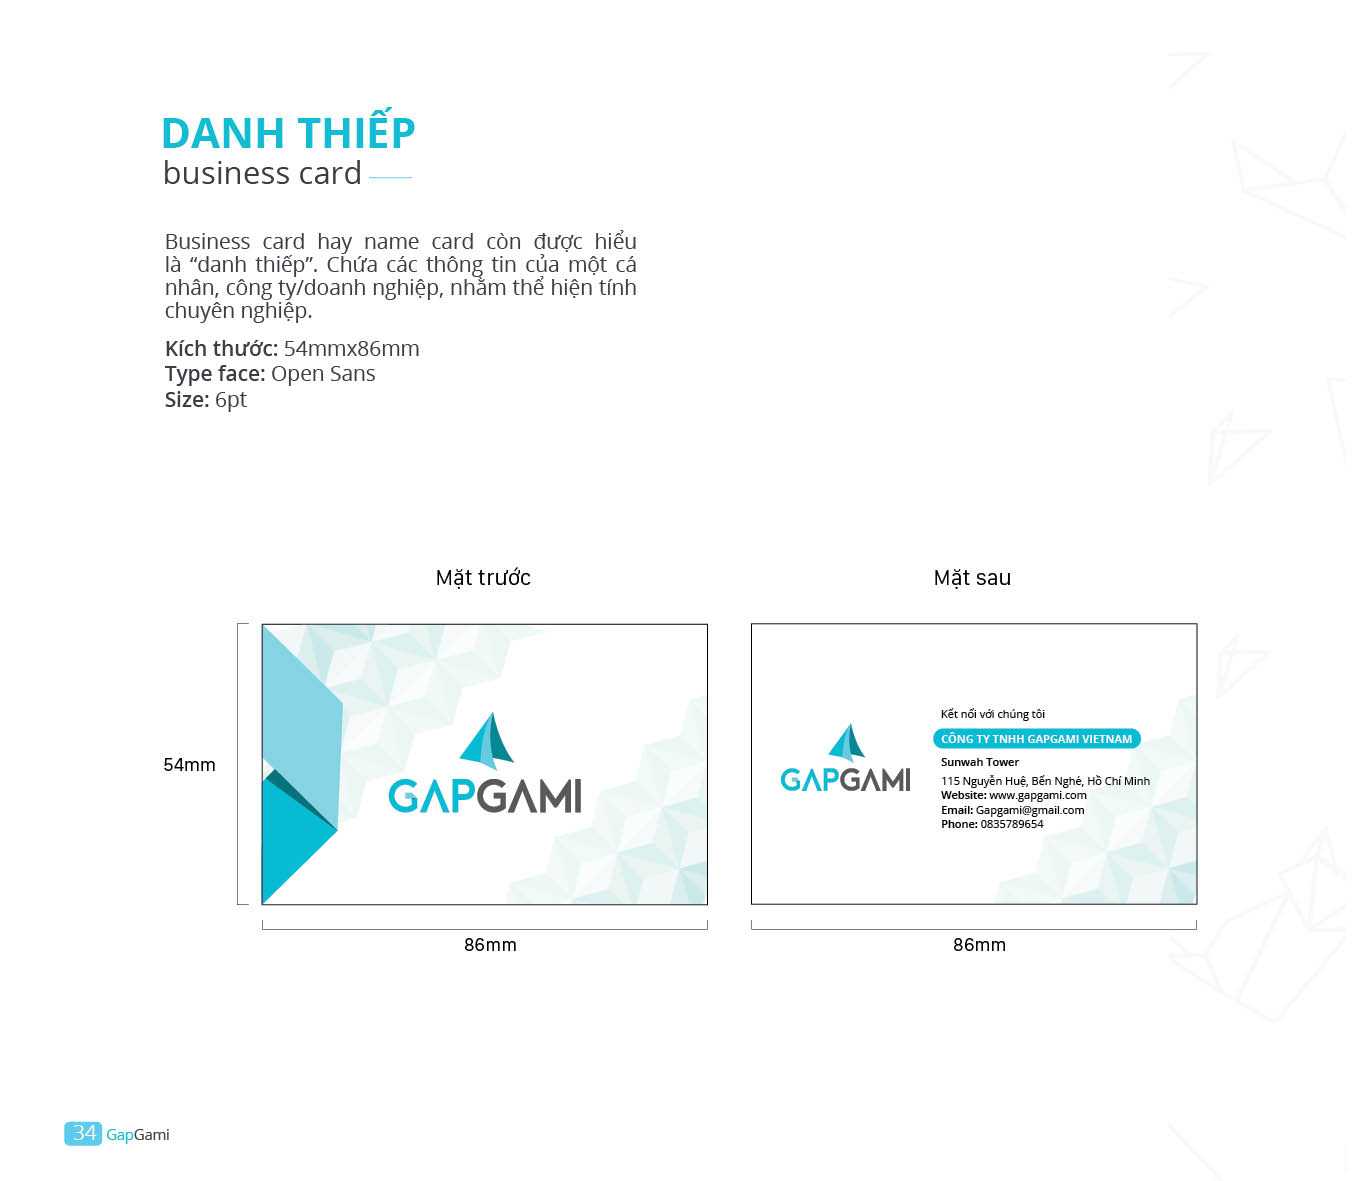 DANH THIẾP
business card
Business card hay name card còn được hiểu
là “danh thiếp”. Chứa các thông tin của một cá
nhân, công ty/doanh nghiệp, nhằm thể hiện tính
chuyên nghiệp.
Kích thước: 54mmx86mm
Type face: Open Sans
Size: 6pt
Mặt trước
Mặt sau
54mm
GAPGAMI
86mm
GAPGAMI
Kết nối với chúng tôi
CÔNG TY TNHH GAPGAMI VIETNAM
Sunwah Tower
115 Nguyễn Huệ, Bến Nghé, Hồ Chí Minh
Website: www.gapgami.com
Email: Gapgami@gmail.com
Phone: 0835789654
86mm
34 GapGami